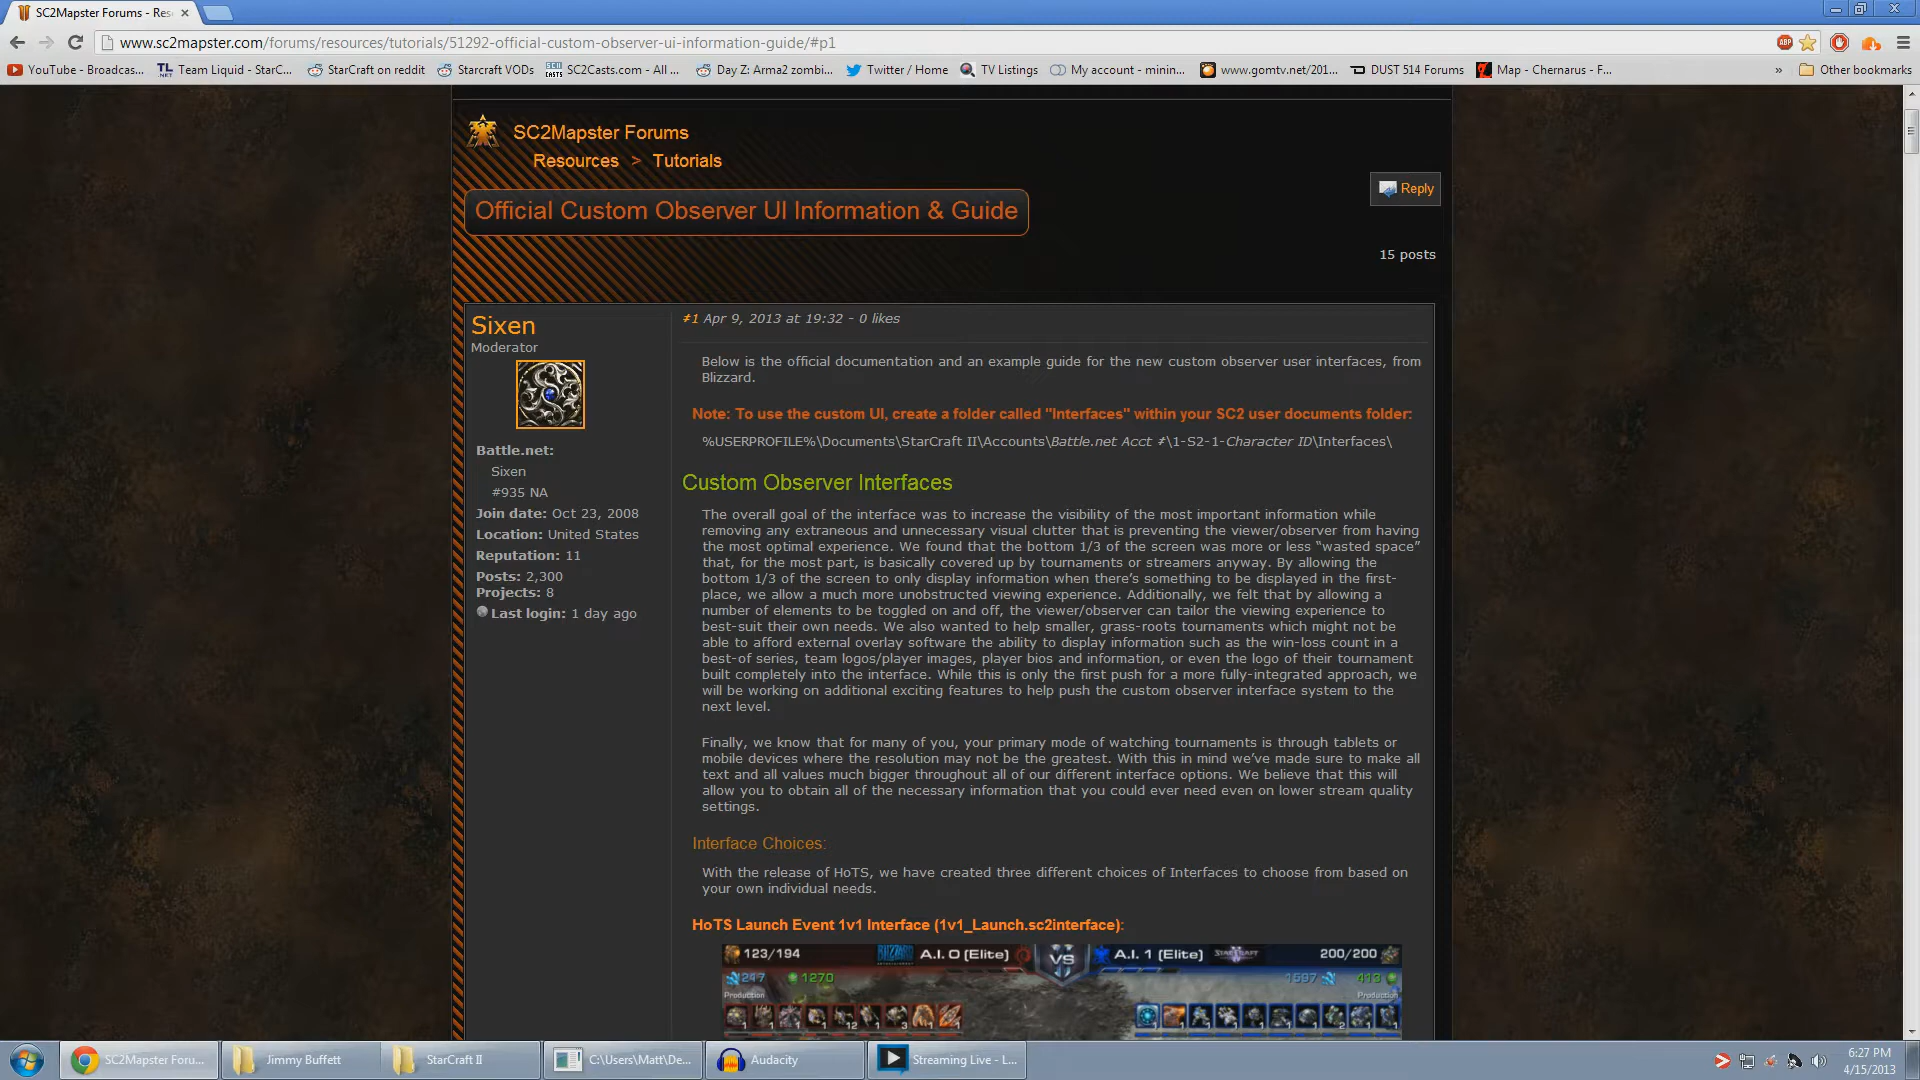 SC2Mapster Forums - Res
www.sc2mapster.com/forums/resources/tutorials/51292-official-custom-observer-ui-information-guide/#p1
YouTube - Broadcas... Team Liquid - StarC... StarCraft on reddit Starcraft VODs SC2Casts.com - All ... Day Z: Arma2 zombi... Twitter / Home TV Listings My account - minin... www.gomtv.net/201... DUST 514 Forums Map - Chernarus - F... » Other bookmarks
SC2Mapster Forums
Resources > Tutorials
Reply
Official Custom Observer UI Information & Guide
15 posts
Sixen
Moderator
Battle.net:
Sixen
#935 NA
Join date: Oct 23, 2008
Location: United States
Reputation: 11
Posts: 2,300
Projects: 8
Last login: 1 day ago
#1 Apr 9, 2013 at 19:32 - 0 likes
Below is the official documentation and an example guide for the new custom observer user interfaces, from
Blizzard.
Note: To use the custom UI, create a folder called "Interfaces" within your SC2 user documents folder:
%USERPROFILE%\Documents\StarCraft II\Accounts\Battle.net Acct #\1-S2-1-Character ID\Interfaces\
Custom Observer Interfaces
The overall goal of the interface was to increase the visibility of the most important information while
removing any extraneous and unnecessary visual clutter that is preventing the viewer/observer from having
the most optimal experience. We found that the bottom 1/3 of the screen was more or less “wasted space”
that, for the most part, is basically covered up by tournaments or streamers anyway. By allowing the
bottom 1/3 of the screen to only display information when there’s something to be displayed in the first-
place, we allow a much more unobstructed viewing experience. Additionally, we felt that by allowing a
number of elements to be toggled on and off, the viewer/observer can tailor the viewing experience to
best-suit their own needs. We also wanted to help smaller, grass-roots tournaments which might not be
able to afford external overlay software the ability to display information such as the win-loss count in a
best-of series, team logos/player images, player bios and information, or even the logo of their tournament
built completely into the interface. While this is only the first push for a more fully-integrated approach, we
will be working on additional exciting features to help push the custom observer interface system to the
next level.
Finally, we know that for many of you, your primary mode of watching tournaments is through tablets or
mobile devices where the resolution may not be the greatest. With this in mind we’ve made sure to make all
text and all values much bigger throughout all of our different interface options. We believe that this will
allow you to obtain all of the necessary information that you could ever need even on lower stream quality
settings.
Interface Choices:
With the release of HoTS, we have created three different choices of Interfaces to choose from based on
your own individual needs.
HoTS Launch Event 1v1 Interface (1v1_Launch.sc2interface):
123/194 BLIZZARD A.I. 0 (Elite) VS A.I. 1 (Elite) STARCRAFT 200/200
247 1270 1597 413
Production Production
SC2Mapster Foru... Jimmy Buffett StarCraft II C:\Users\Matt\De... Audacity Streaming Live - L...
6:27 PM
4/15/2013